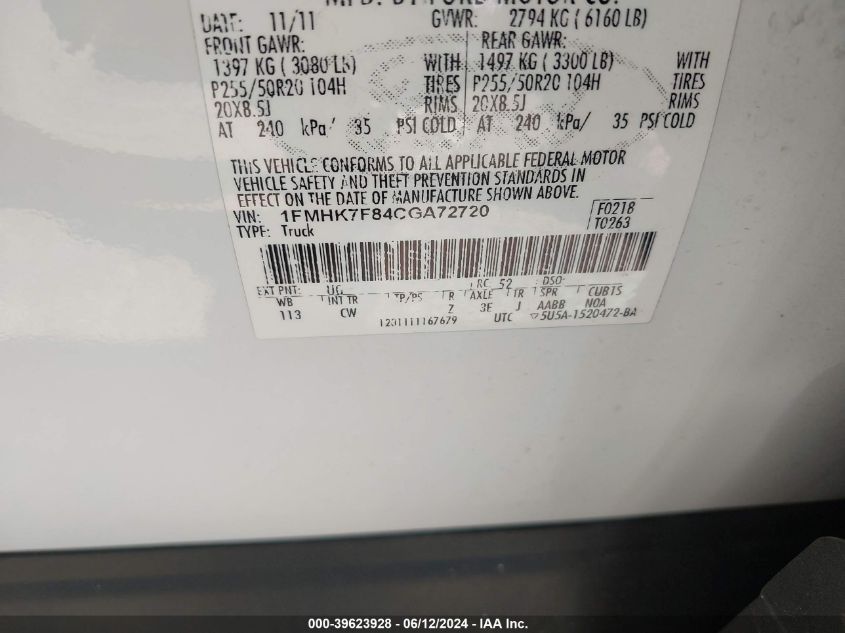 MFD. BY FORD MOTOR CO.
DATE: 11/11 GVWR: 2794 KG ( 6160 LB)
FRONT GAWR: REAR GAWR:
1397 KG ( 3080 LB) WITH 1497 KG ( 3300 LB) WITH
P255/50R20 104H TIRES P255/50R20 104H TIRES
20X8.5J RIMS 20X8.5J RIMS
AT 240 kPa/ 35 PSI COLD AT 240 kPa/ 35 PSI COLD
THIS VEHICLE CONFORMS TO ALL APPLICABLE FEDERAL MOTOR
VEHICLE SAFETY AND THEFT PREVENTION STANDARDS IN
EFFECT ON THE DATE OF MANUFACTURE SHOWN ABOVE.
VIN: 1FMHK7F84CGA72720 F0218
TYPE: Truck T0263
EXT PNT: UG RC: 52 DSO:
WB INT TR TP/PS R AXLE TR SPR CUBTS
113 CW Z 3E J AABB NOA
1231111167679 UTC ▽5U5A-1520472-BA
000-39623928 - 06/12/2024 - © IAA, Inc.